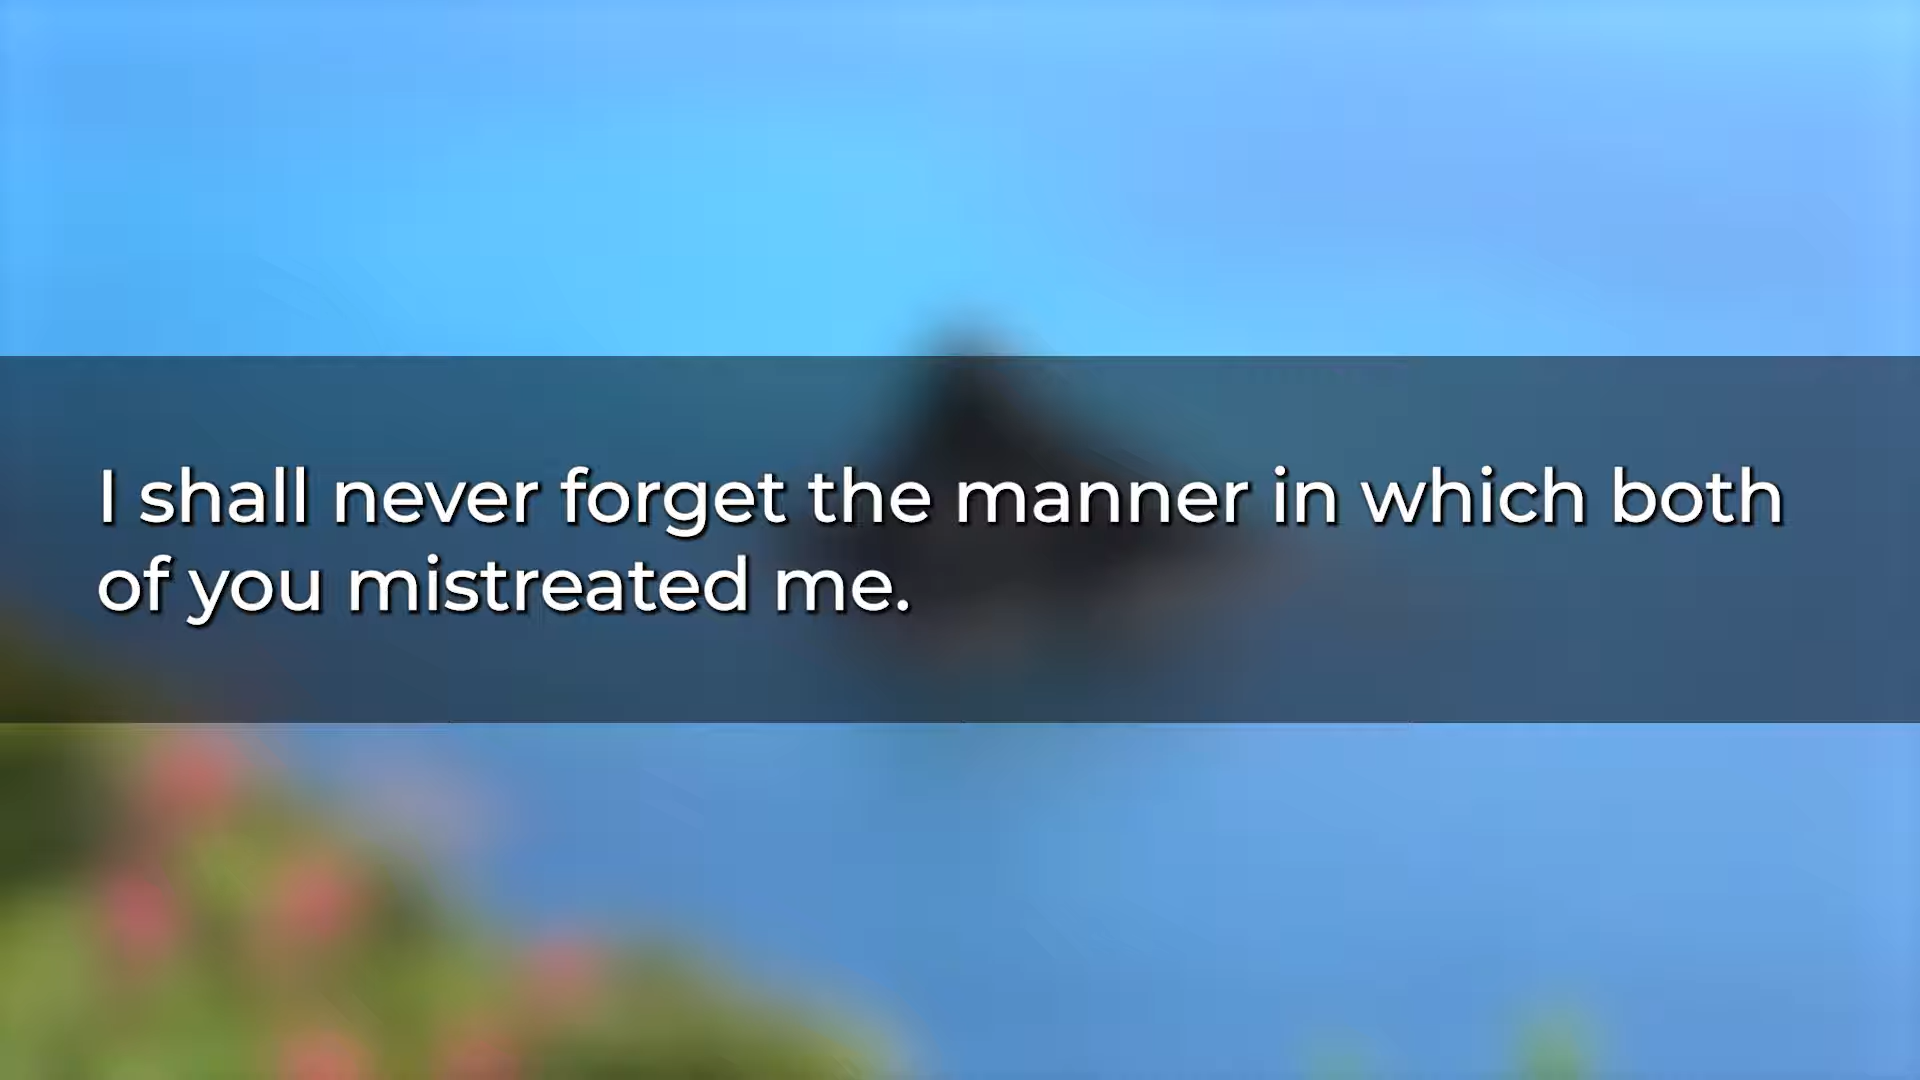 I shall never forget the manner in which both
of you mistreated me.